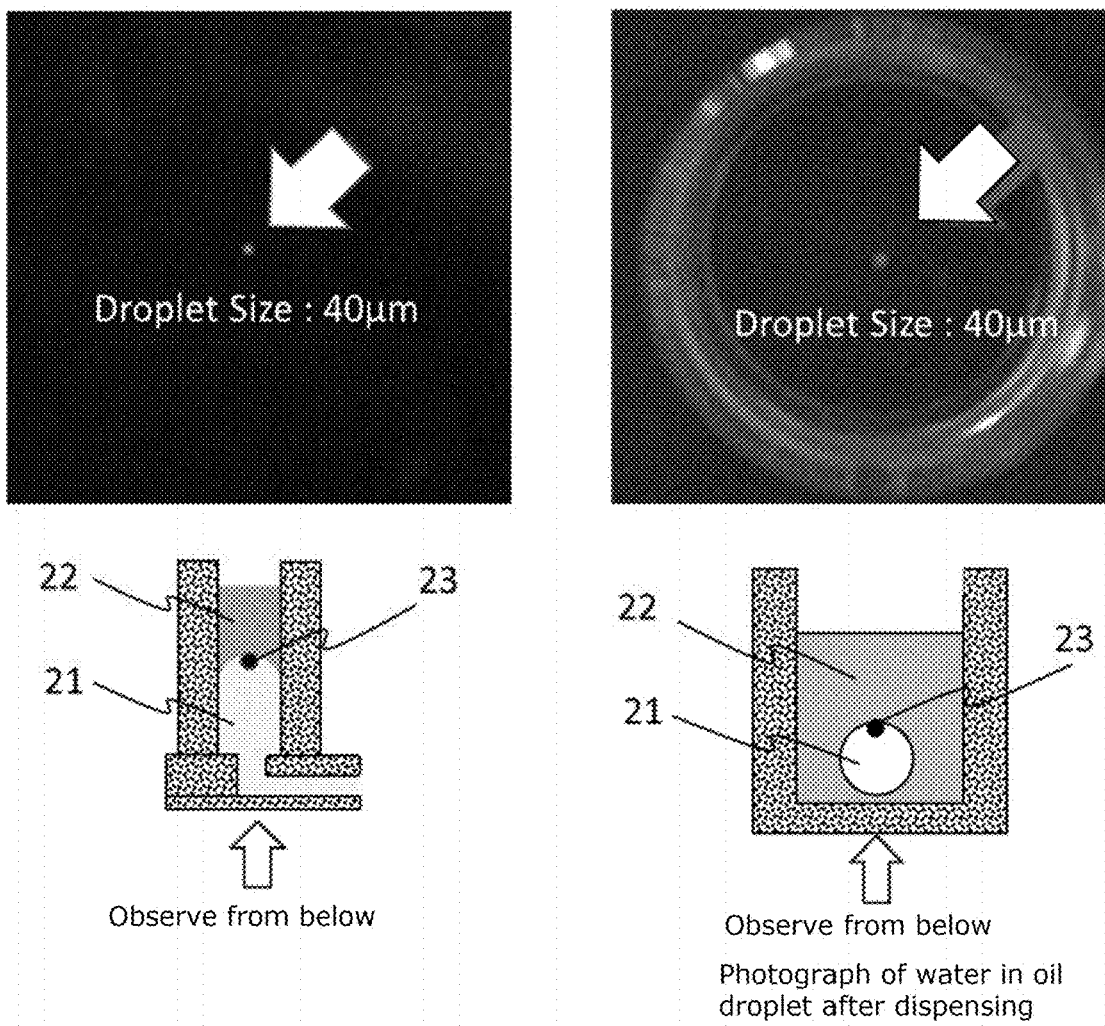 Droplet Size : 40μm
Droplet Size : 40μm
22
23
21
Observe from below
22
23
21
Observe from below
Photograph of water in oil
droplet after dispensing